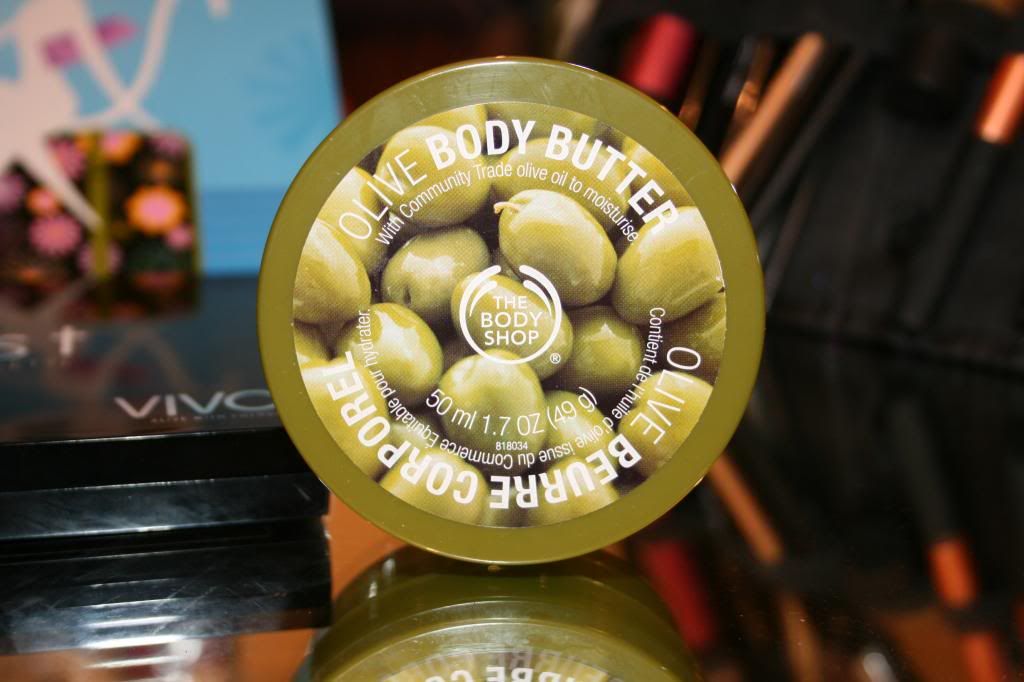 OLIVE BODY BUTTER
With Community Trade olive oil to moisturise
THE
BODY
SHOP
®
50 ml 1.7 OZ (49 g)
818034
OLIVE BEURRE CORPOREL
Contient de l'huile d'olive issue du Commerce Equitable pour hydrater.
VIVO